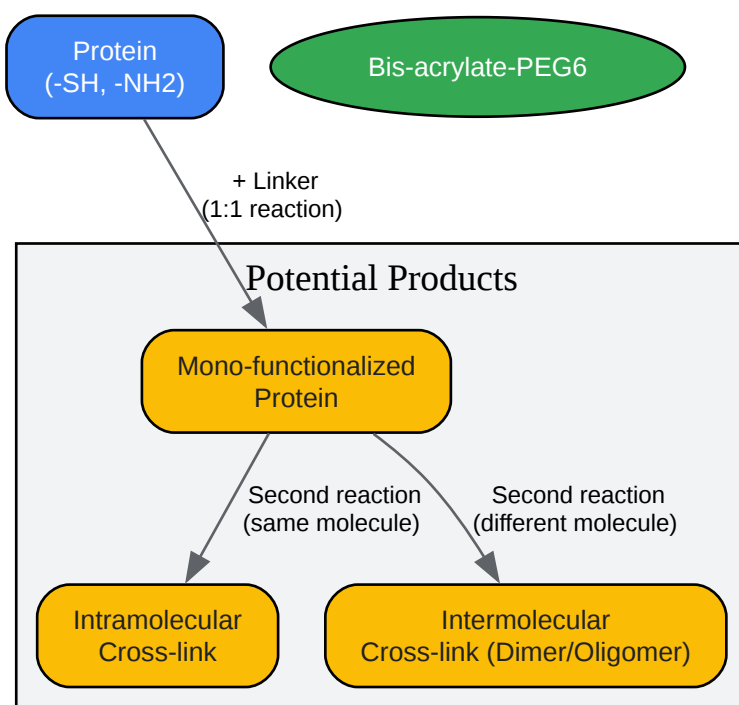 Protein
(-SH, -NH2)
Bis-acrylate-PEG6
+ Linker
(1:1 reaction)
Potential Products
Mono-functionalized
Protein
Second reaction
(same molecule)
Second reaction
(different molecule)
Intramolecular
Cross-link
Intermolecular
Cross-link (Dimer/Oligomer)